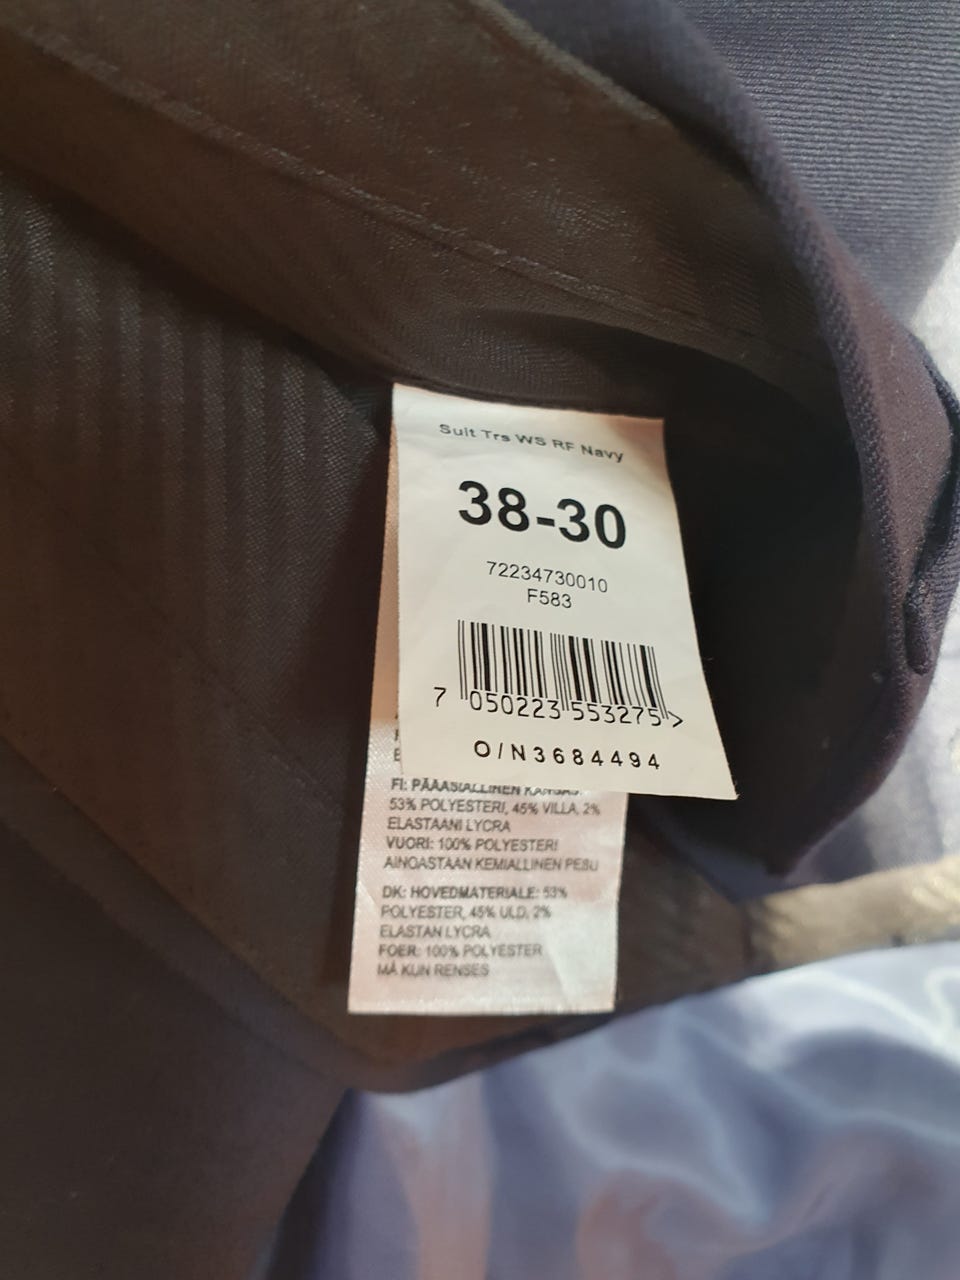 Suit Trs WS RF Navy
38-30
72234730010
F583
7 050223 553275 >
O/N3684494
FI: PÄÄASIALLINEN KANGAS:
53% POLYESTERI, 45% VILLA, 2%
ELASTAANI LYCRA
VUORI: 100% POLYESTERI
AINOASTAAN KEMIALLINEN PESU
DK: HOVEDMATERIALE: 53%
POLYESTER, 45% ULD, 2%
ELASTAN LYCRA
FOER: 100% POLYESTER
MÅ KUN RENSES